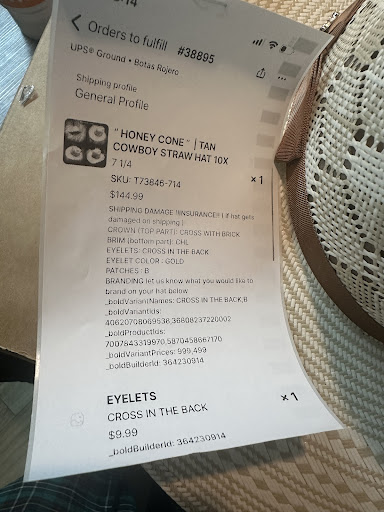 :14
Orders to fulfill #38895
UPS® Ground • Botas Rojero
Shipping profile
General Profile
" HONEY CONE " | TAN
COWBOY STRAW HAT 10X
7 1/4
× 1
SKU: T73846-714
$144.99
SHIPPING DAMAGE !!INSURANCE!! ( if hat gets
damaged on shipping )
CROWN (TOP PART): CROSS WITH BRICK
BRIM (bottom part): CHL
EYELETS: CROSS IN THE BACK
EYELET COLOR : GOLD
PATCHES : B
BRANDING let us know what you would like to
brand on your hat below
_boldVariantNames: CROSS IN THE BACK,B
_boldVariantIds:
40620708069538,36808237220002
_boldProductIds:
7007843319970,5870458667170
_boldVariantPrices: 999,499
_boldBuilderId: 364230914
EYELETS
× 1
CROSS IN THE BACK
$9.99
_boldBuilderId: 364230914